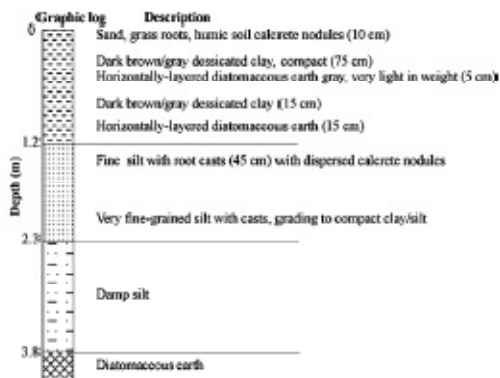 Graphic log Description
0
Sand, grass roots, humic soil calcrete nodules (10 cm)
Dark brown/gray dessicated clay, compact (75 cm)
Horizontally-layered diatomaceous earth gray, very light in weight (5 cm)
Dark brown/gray dessicated clay (15 cm)
Horizontally-layered diatomaceous earth (15 cm)
1.2
Fine silt with root casts (45 cm) with dispersed calcrete nodules
Depth (m)
Very fine-grained silt with casts, grading to compact clay/silt
2.3
Damp silt
3.8
Diatomaceous earth